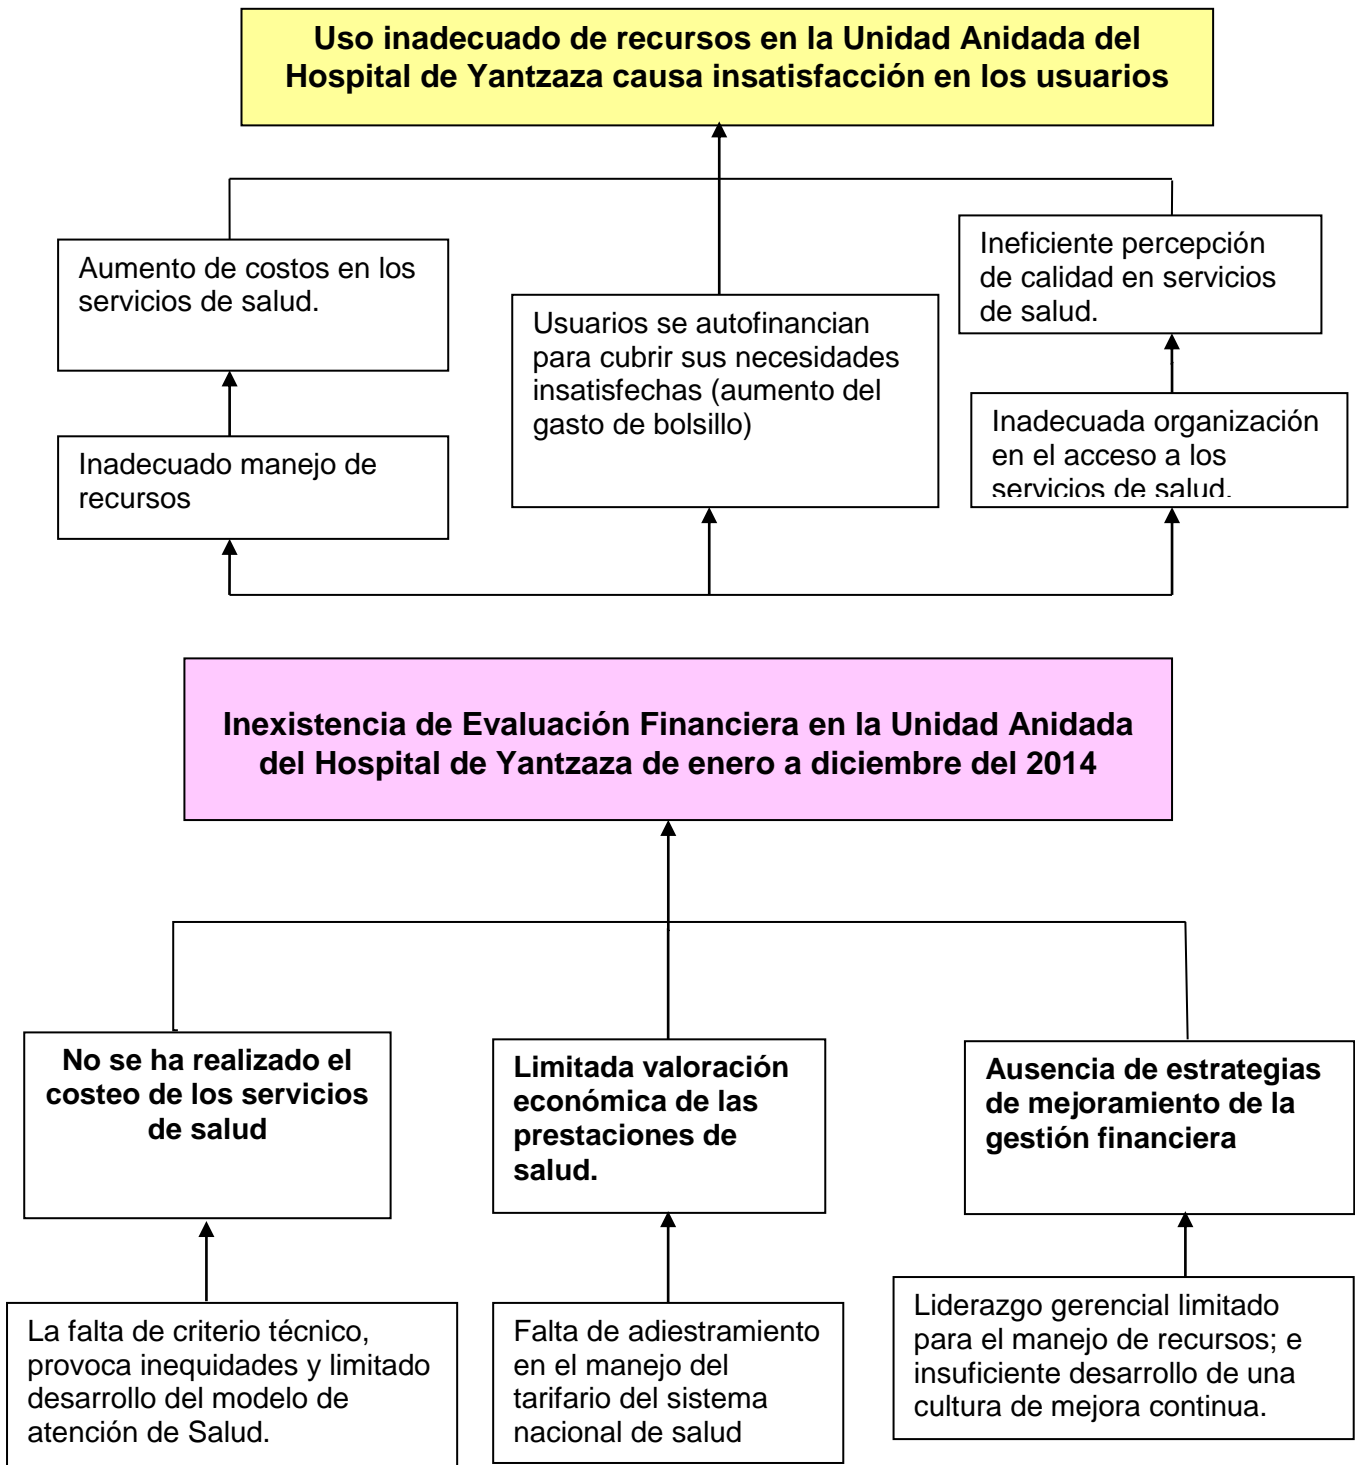 Uso inadecuado de recursos en la Unidad Anidada del
Hospital de Yantzaza causa insatisfacción en los usuarios
Aumento de costos en los
servicios de salud.
Usuarios se autofinancian
para cubrir sus necesidades
insatisfechas (aumento del
gasto de bolsillo)
Ineficiente percepción
de calidad en servicios
de salud.
Inadecuado manejo de
recursos
Inadecuada organización
en el acceso a los
servicios de salud.
Inexistencia de Evaluación Financiera en la Unidad Anidada
del Hospital de Yantzaza de enero a diciembre del 2014
No se ha realizado el
costeo de los servicios
de salud
Limitada valoración
económica de las
prestaciones de
salud.
Ausencia de estrategias
de mejoramiento de la
gestión financiera
La falta de criterio técnico,
provoca inequidades y limitado
desarrollo del modelo de
atención de Salud.
Falta de adiestramiento
en el manejo del
tarifario del sistema
nacional de salud
Liderazgo gerencial limitado
para el manejo de recursos; e
insuficiente desarrollo de una
cultura de mejora continua.